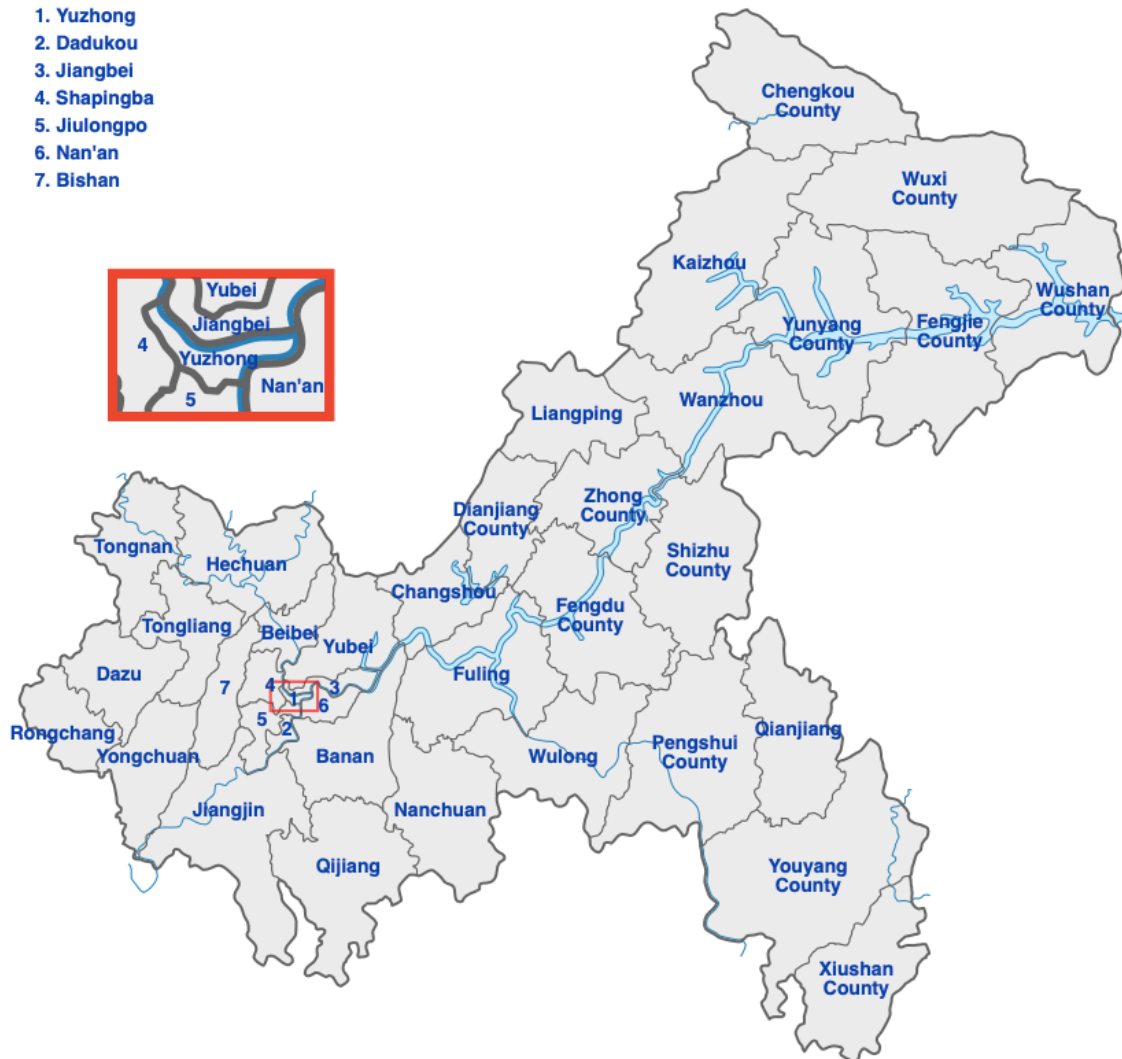 1. Yuzhong
2. Dadukou
3. Jiangbei
4. Shapingba
5. Jiulongpo
6. Nan'an
7. Bishan
Chengkou
County
Wuxi
County
Kaizhou
Wushan
County
Yunyang
County
Fengjie
County
Yubei
Jiangbei
4
Yuzhong
Nan'an
5
Liangping
Wanzhou
Zhong
County
Dianjiang
County
Tongnan
Hechuan
Shizhu
County
Changshou
Fengdu
County
Tongliang
Beibei
Yubei
Dazu
7
4
3
1
6
Fuling
5
2
Rongchang
Yongchuan
Banan
Wulong
Pengshui
County
Qianjiang
Jiangjin
Nanchuan
Qijiang
Youyang
County
Xiushan
County